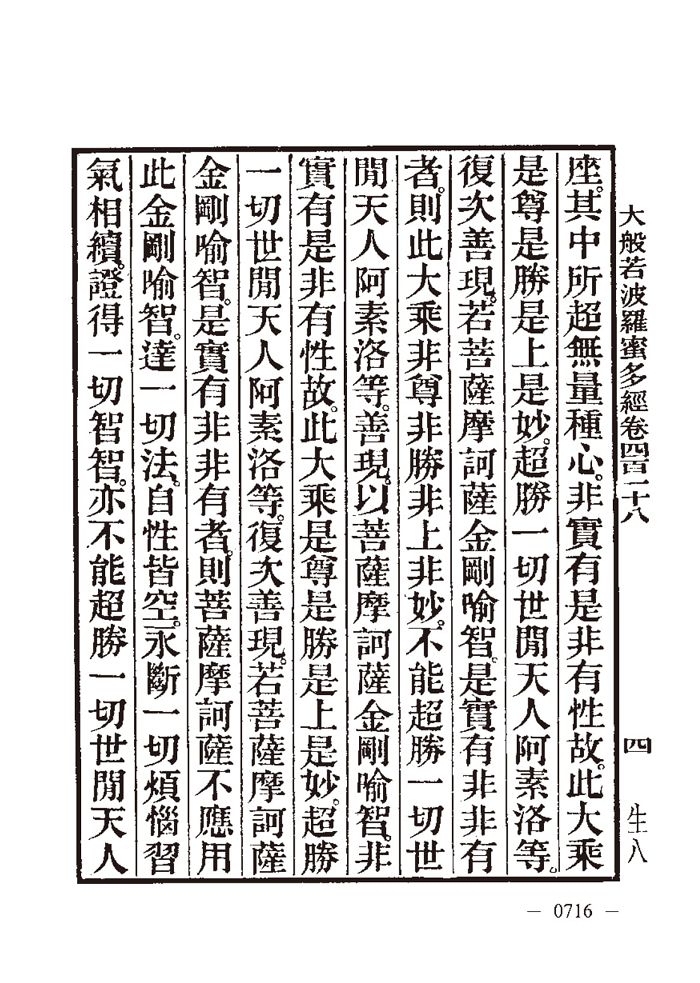 大般若波羅蜜多經卷四百二十八
四
生八
座。其中所超無量種心。非實有是非有性故。此大乘
是尊是勝是上是妙。超勝一切世閒天人阿素洛等。
復次善現。若菩薩摩訶薩金剛喻智。是實有非非有
者。則此大乘非尊非勝非上非妙。不能超勝一切世
閒天人阿素洛等。善現。以菩薩摩訶薩金剛喻智。非
實有是非有性故。此大乘是尊是勝是上是妙。超勝
一切世閒天人阿素洛等。復次善現。若菩薩摩訶薩
金剛喻智。是實有非非有者。則菩薩摩訶薩不應用
此金剛喻智。達一切法。自性皆空。永斷一切煩惱習
氣相續。證得一切智智。亦不能超勝一切世閒天人
— 0716 —